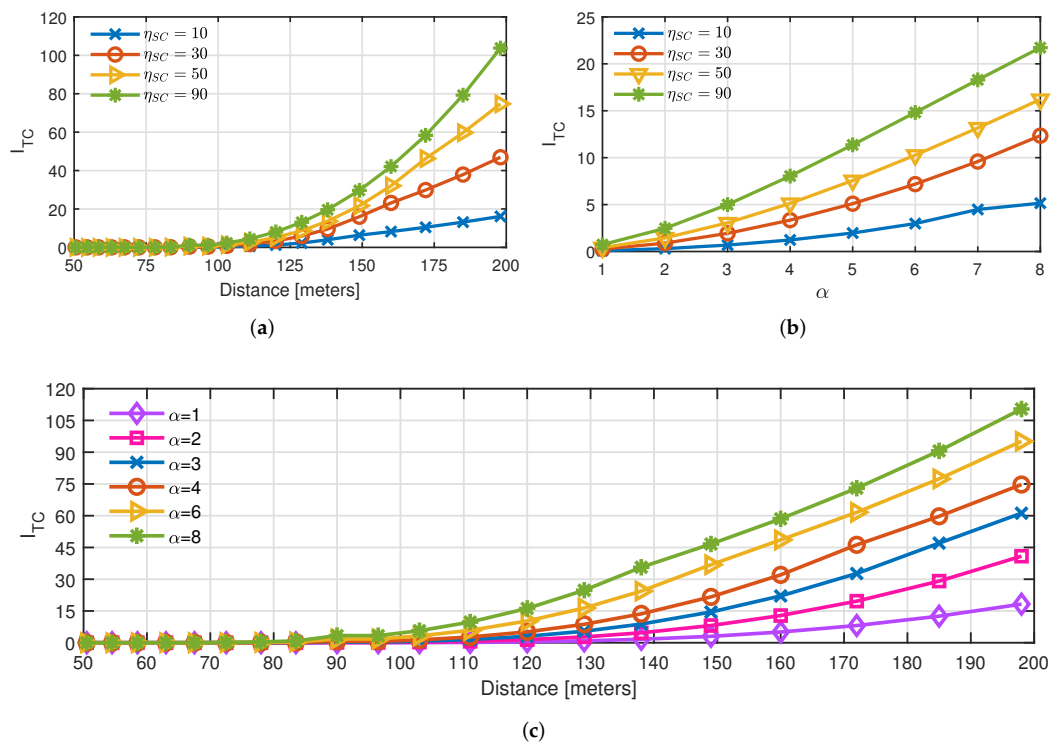 120
100
80
60
40
20
0
I_TC
η_SC = 10
η_SC = 30
η_SC = 50
η_SC = 90
50 75 100 125 150 175 200
Distance [meters]
(a)
25
20
15
10
5
0
I_TC
η_SC = 10
η_SC = 30
η_SC = 50
η_SC = 90
1 2 3 4 5 6 7 8
α
(b)
120
105
90
75
60
45
30
15
0
I_TC
α=1
α=2
α=3
α=4
α=6
α=8
50 60 70 80 90 100 110 120 130 140 150 160 170 180 190 200
Distance [meters]
(c)